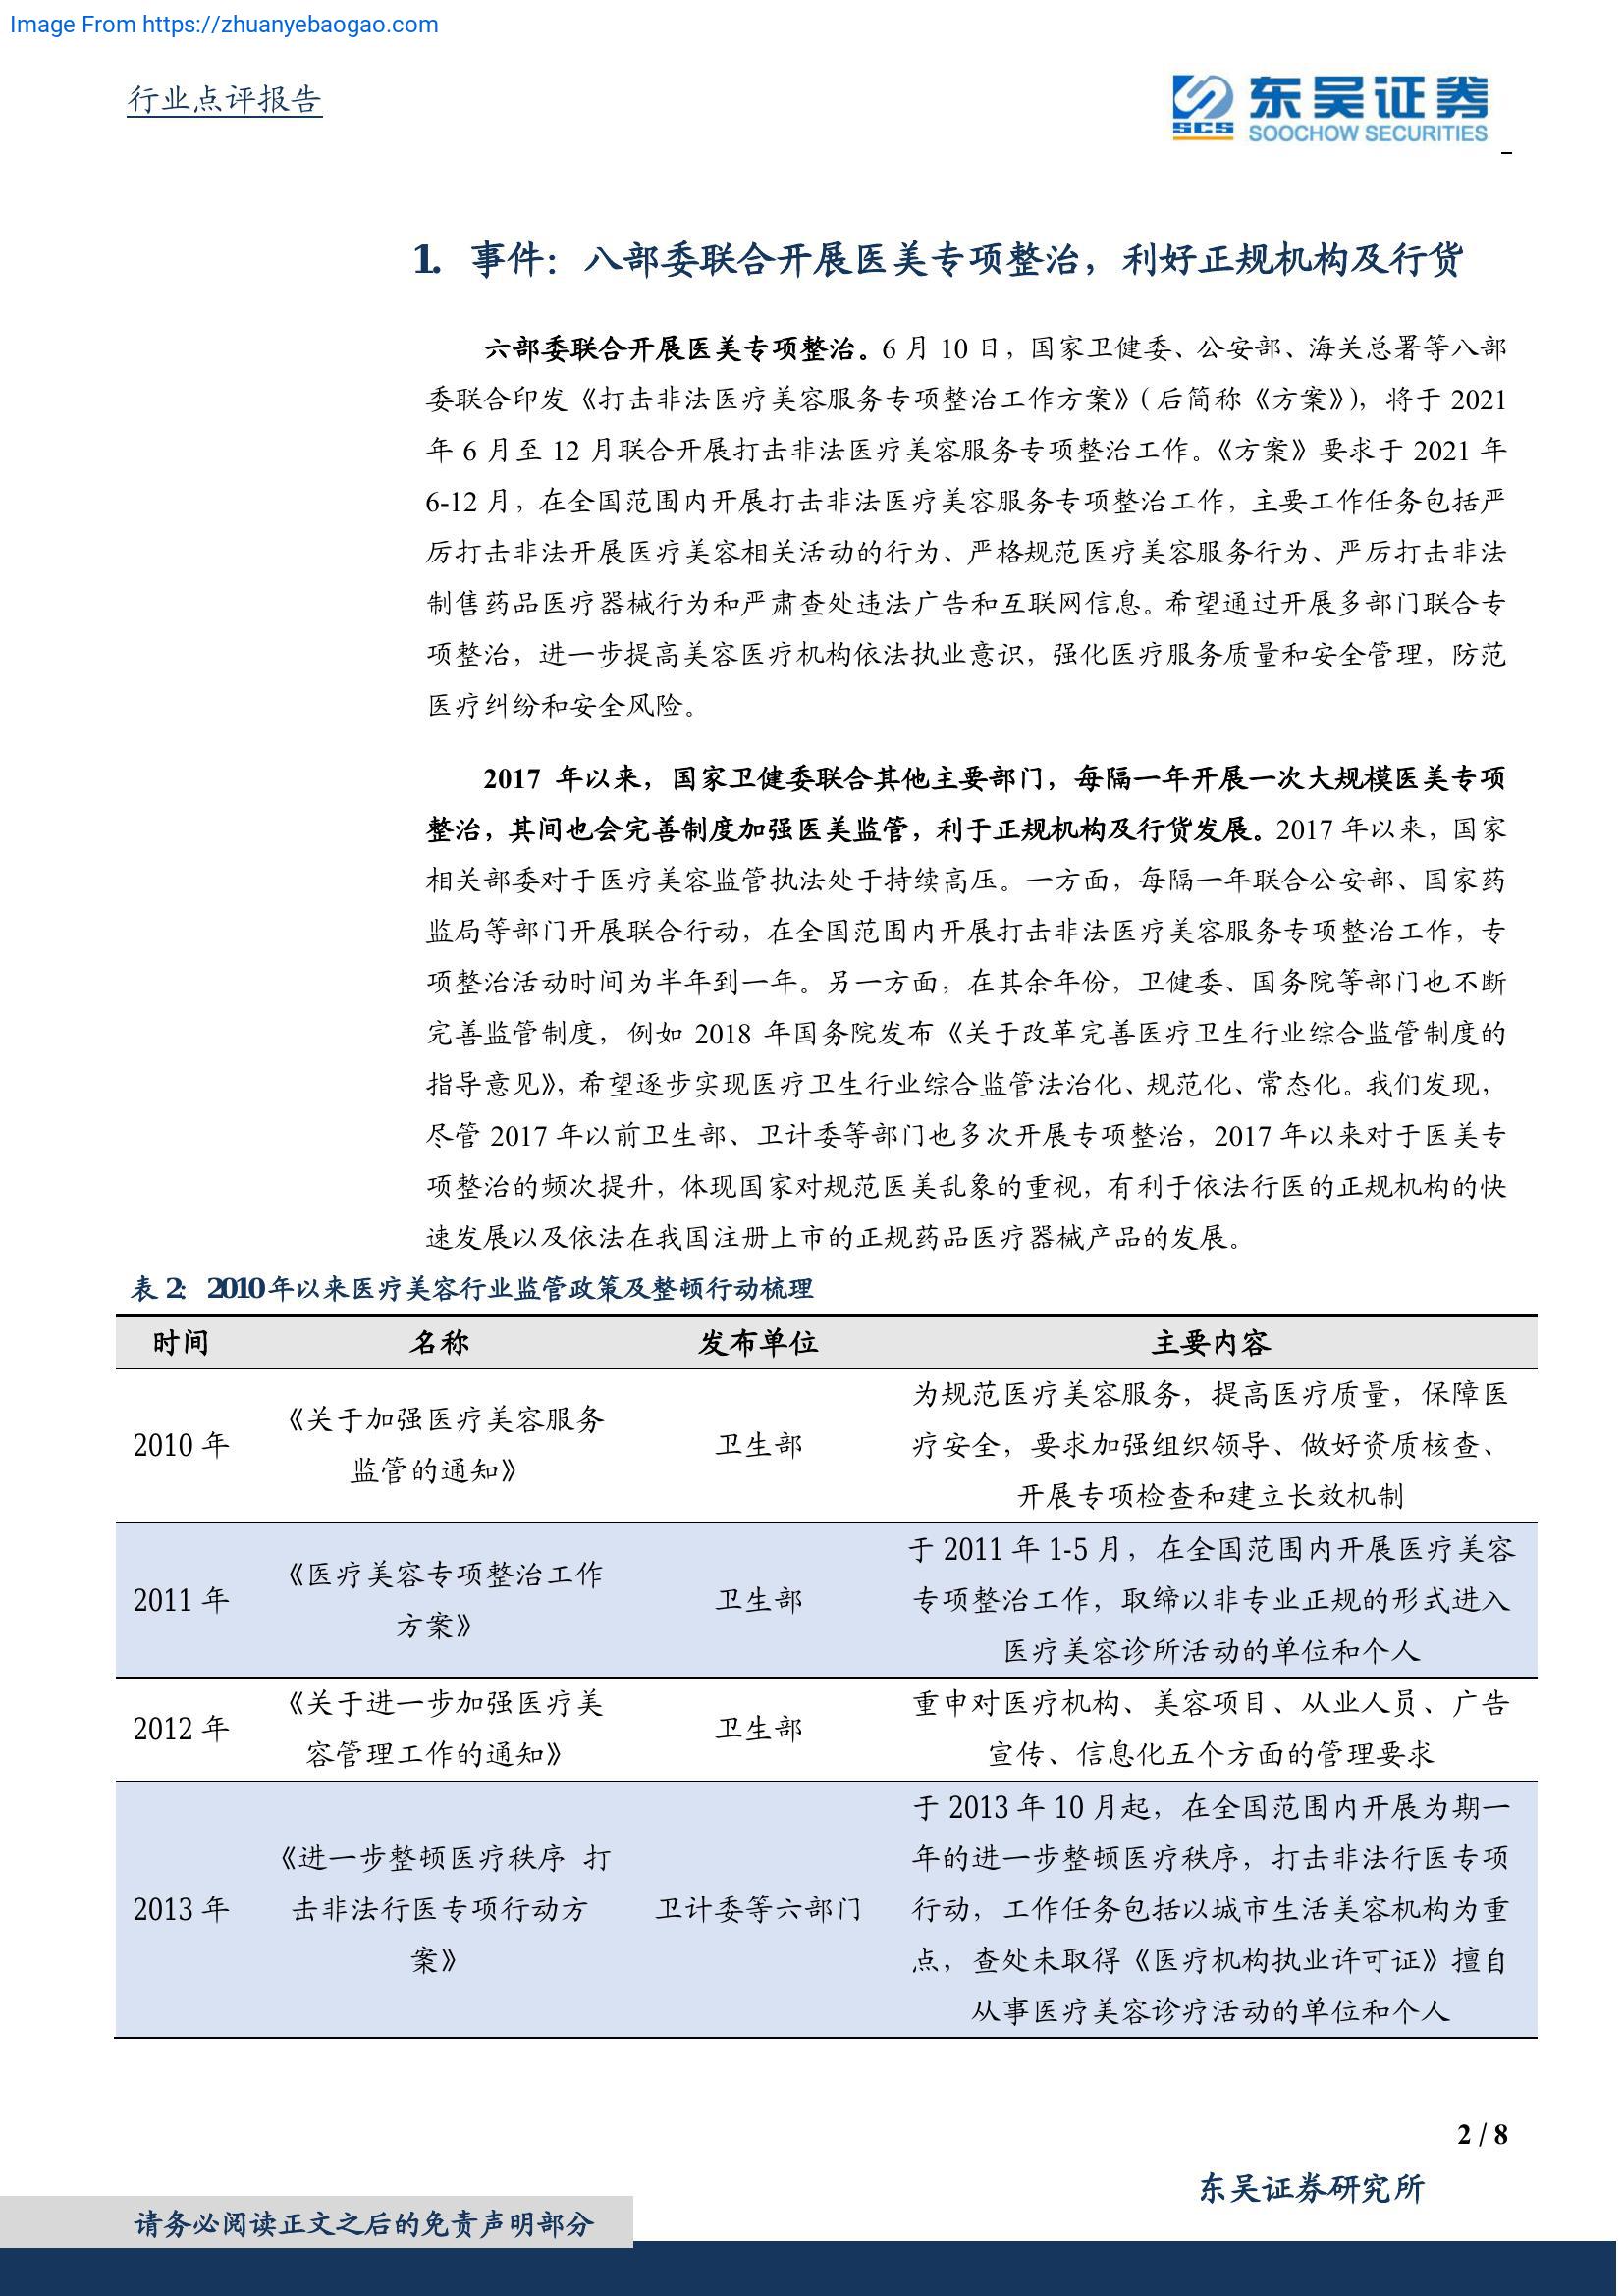 Image From https://zhuanyebaogao.com
行业点评报告
SCS
东吴证券
SOOCHOW SECURITIES
1. 事件：八部委联合开展医美专项整治，利好正规机构及行货
六部委联合开展医美专项整治。6 月 10 日，国家卫健委、公安部、海关总署等八部
委联合印发《打击非法医疗美容服务专项整治工作方案》（后简称《方案》），将于 2021
年 6 月至 12 月联合开展打击非法医疗美容服务专项整治工作。《方案》要求于 2021 年
6-12 月，在全国范围内开展打击非法医疗美容服务专项整治工作，主要工作任务包括严
厉打击非法开展医疗美容相关活动的行为、严格规范医疗美容服务行为、严厉打击非法
制售药品医疗器械行为和严肃查处违法广告和互联网信息。希望通过开展多部门联合专
项整治，进一步提高美容医疗机构依法执业意识，强化医疗服务质量和安全管理，防范
医疗纠纷和安全风险。
2017 年以来，国家卫健委联合其他主要部门，每隔一年开展一次大规模医美专项
整治，其间也会完善制度加强医美监管，利于正规机构及行货发展。2017 年以来，国家
相关部委对于医疗美容监管执法处于持续高压。一方面，每隔一年联合公安部、国家药
监局等部门开展联合行动，在全国范围内开展打击非法医疗美容服务专项整治工作，专
项整治活动时间为半年到一年。另一方面，在其余年份，卫健委、国务院等部门也不断
完善监管制度，例如 2018 年国务院发布《关于改革完善医疗卫生行业综合监管制度的
指导意见》，希望逐步实现医疗卫生行业综合监管法治化、规范化、常态化。我们发现，
尽管 2017 年以前卫生部、卫计委等部门也多次开展专项整治，2017 年以来对于医美专
项整治的频次提升，体现国家对规范医美乱象的重视，有利于依法行医的正规机构的快
速发展以及依法在我国注册上市的正规药品医疗器械产品的发展。
表 2： 2010年以来医疗美容行业监管政策及整顿行动梳理
时间 名称 发布单位 主要内容
2010 年 《关于加强医疗美容服务
监管的通知》 卫生部 为规范医疗美容服务，提高医疗质量，保障医
疗安全，要求加强组织领导、做好资质核查、
开展专项检查和建立长效机制
2011 年 《医疗美容专项整治工作
方案》 卫生部 于 2011 年 1-5 月，在全国范围内开展医疗美容
专项整治工作，取缔以非专业正规的形式进入
医疗美容诊所活动的单位和个人
2012 年 《关于进一步加强医疗美
容管理工作的通知》 卫生部 重申对医疗机构、美容项目、从业人员、广告
宣传、信息化五个方面的管理要求
2013 年 《进一步整顿医疗秩序 打
击非法行医专项行动方
案》 卫计委等六部门 于 2013 年 10 月起，在全国范围内开展为期一
年的进一步整顿医疗秩序，打击非法行医专项
行动，工作任务包括以城市生活美容机构为重
点，查处未取得《医疗机构执业许可证》擅自
从事医疗美容诊疗活动的单位和个人
2 / 8
东吴证券研究所
请务必阅读正文之后的免责声明部分